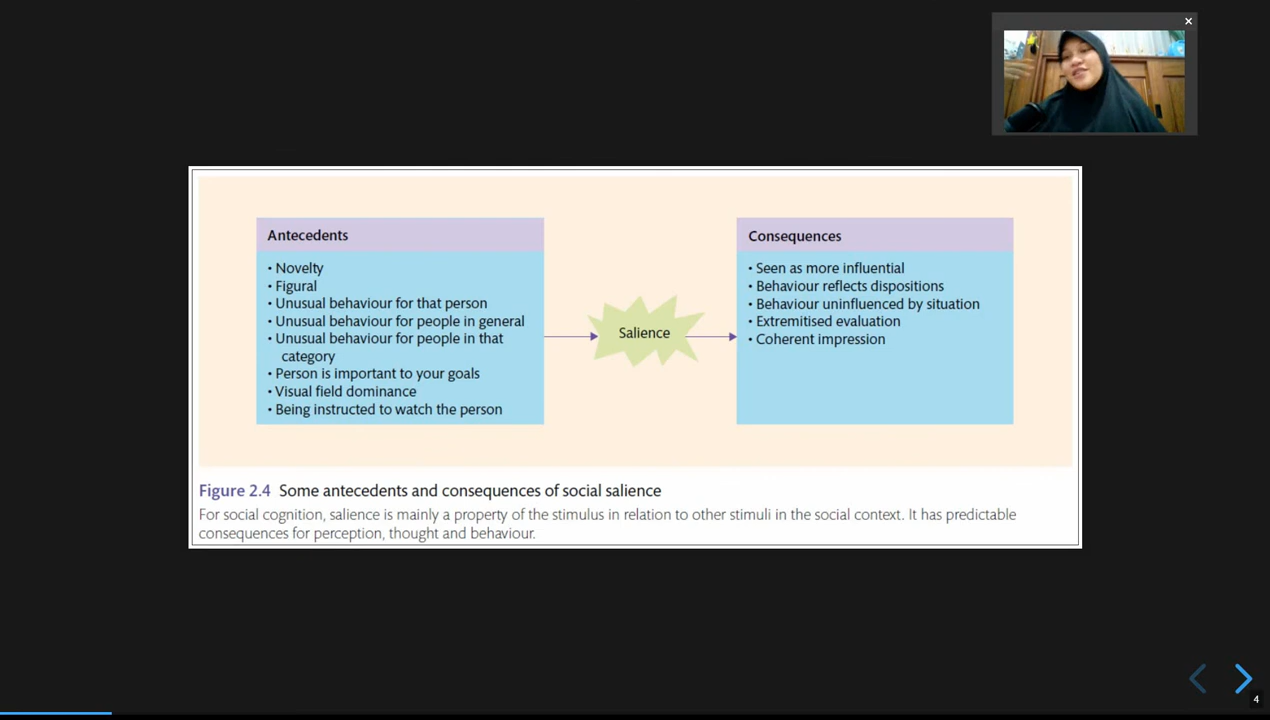 Antecedents
• Novelty
• Figural
• Unusual behaviour for that person
• Unusual behaviour for people in general
• Unusual behaviour for people in that
category
• Person is important to your goals
• Visual field dominance
• Being instructed to watch the person
Salience
Consequences
• Seen as more influential
• Behaviour reflects dispositions
• Behaviour uninfluenced by situation
• Extremitised evaluation
• Coherent impression
Figure 2.4 Some antecedents and consequences of social salience
For social cognition, salience is mainly a property of the stimulus in relation to other stimuli in the social context. It has predictable
consequences for perception, thought and behaviour.
4